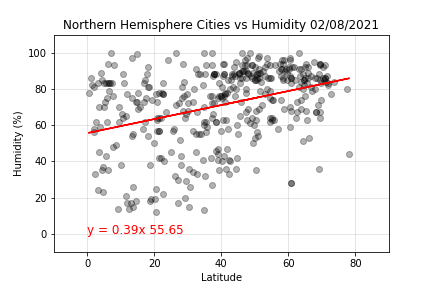 Northern Hemisphere Cities vs Humidity 02/08/2021
100
80
60
40
20
0
Humidity (%)
y = 0.39x 55.65
0
20
40
60
80
Latitude